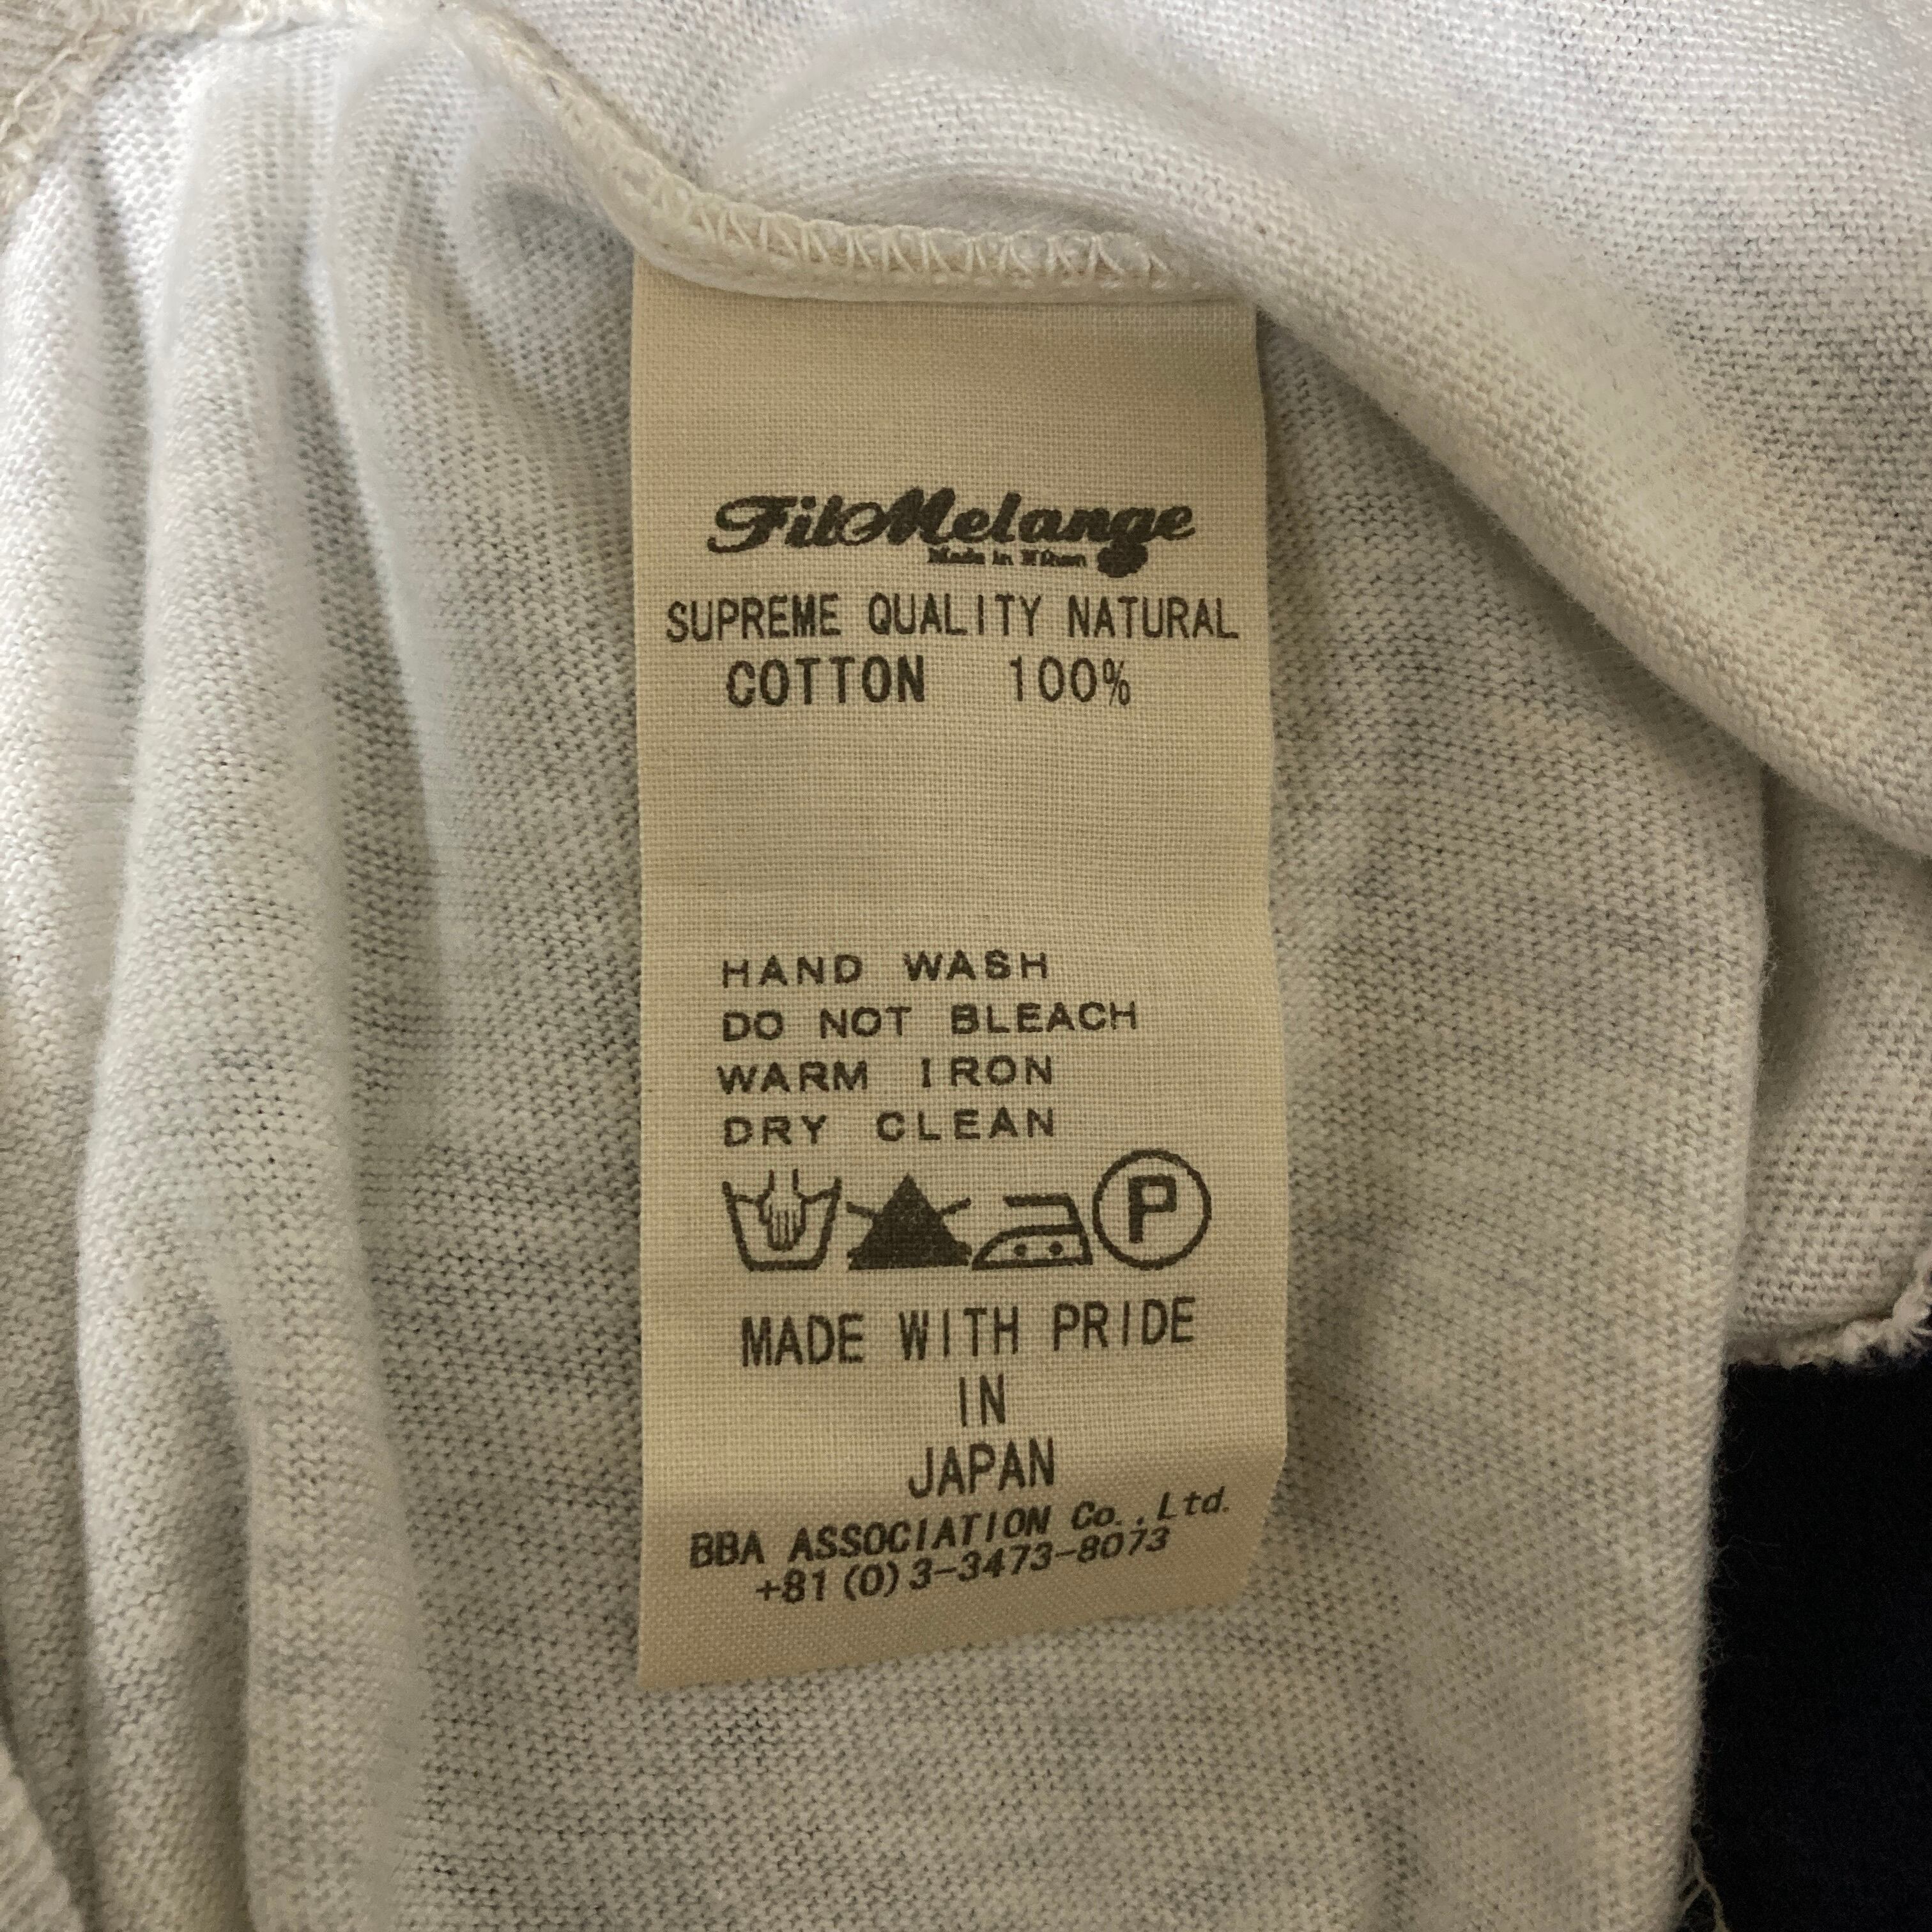 FilMelange
SUPREME QUALITY NATURAL
COTTON 100%
HAND WASH
DO NOT BLEACH
WARM IRON
DRY CLEAN
P
MADE WITH PRIDE
IN
JAPAN
BBA ASSOCIATION Co.,Ltd.
+81(0)3-3473-8073